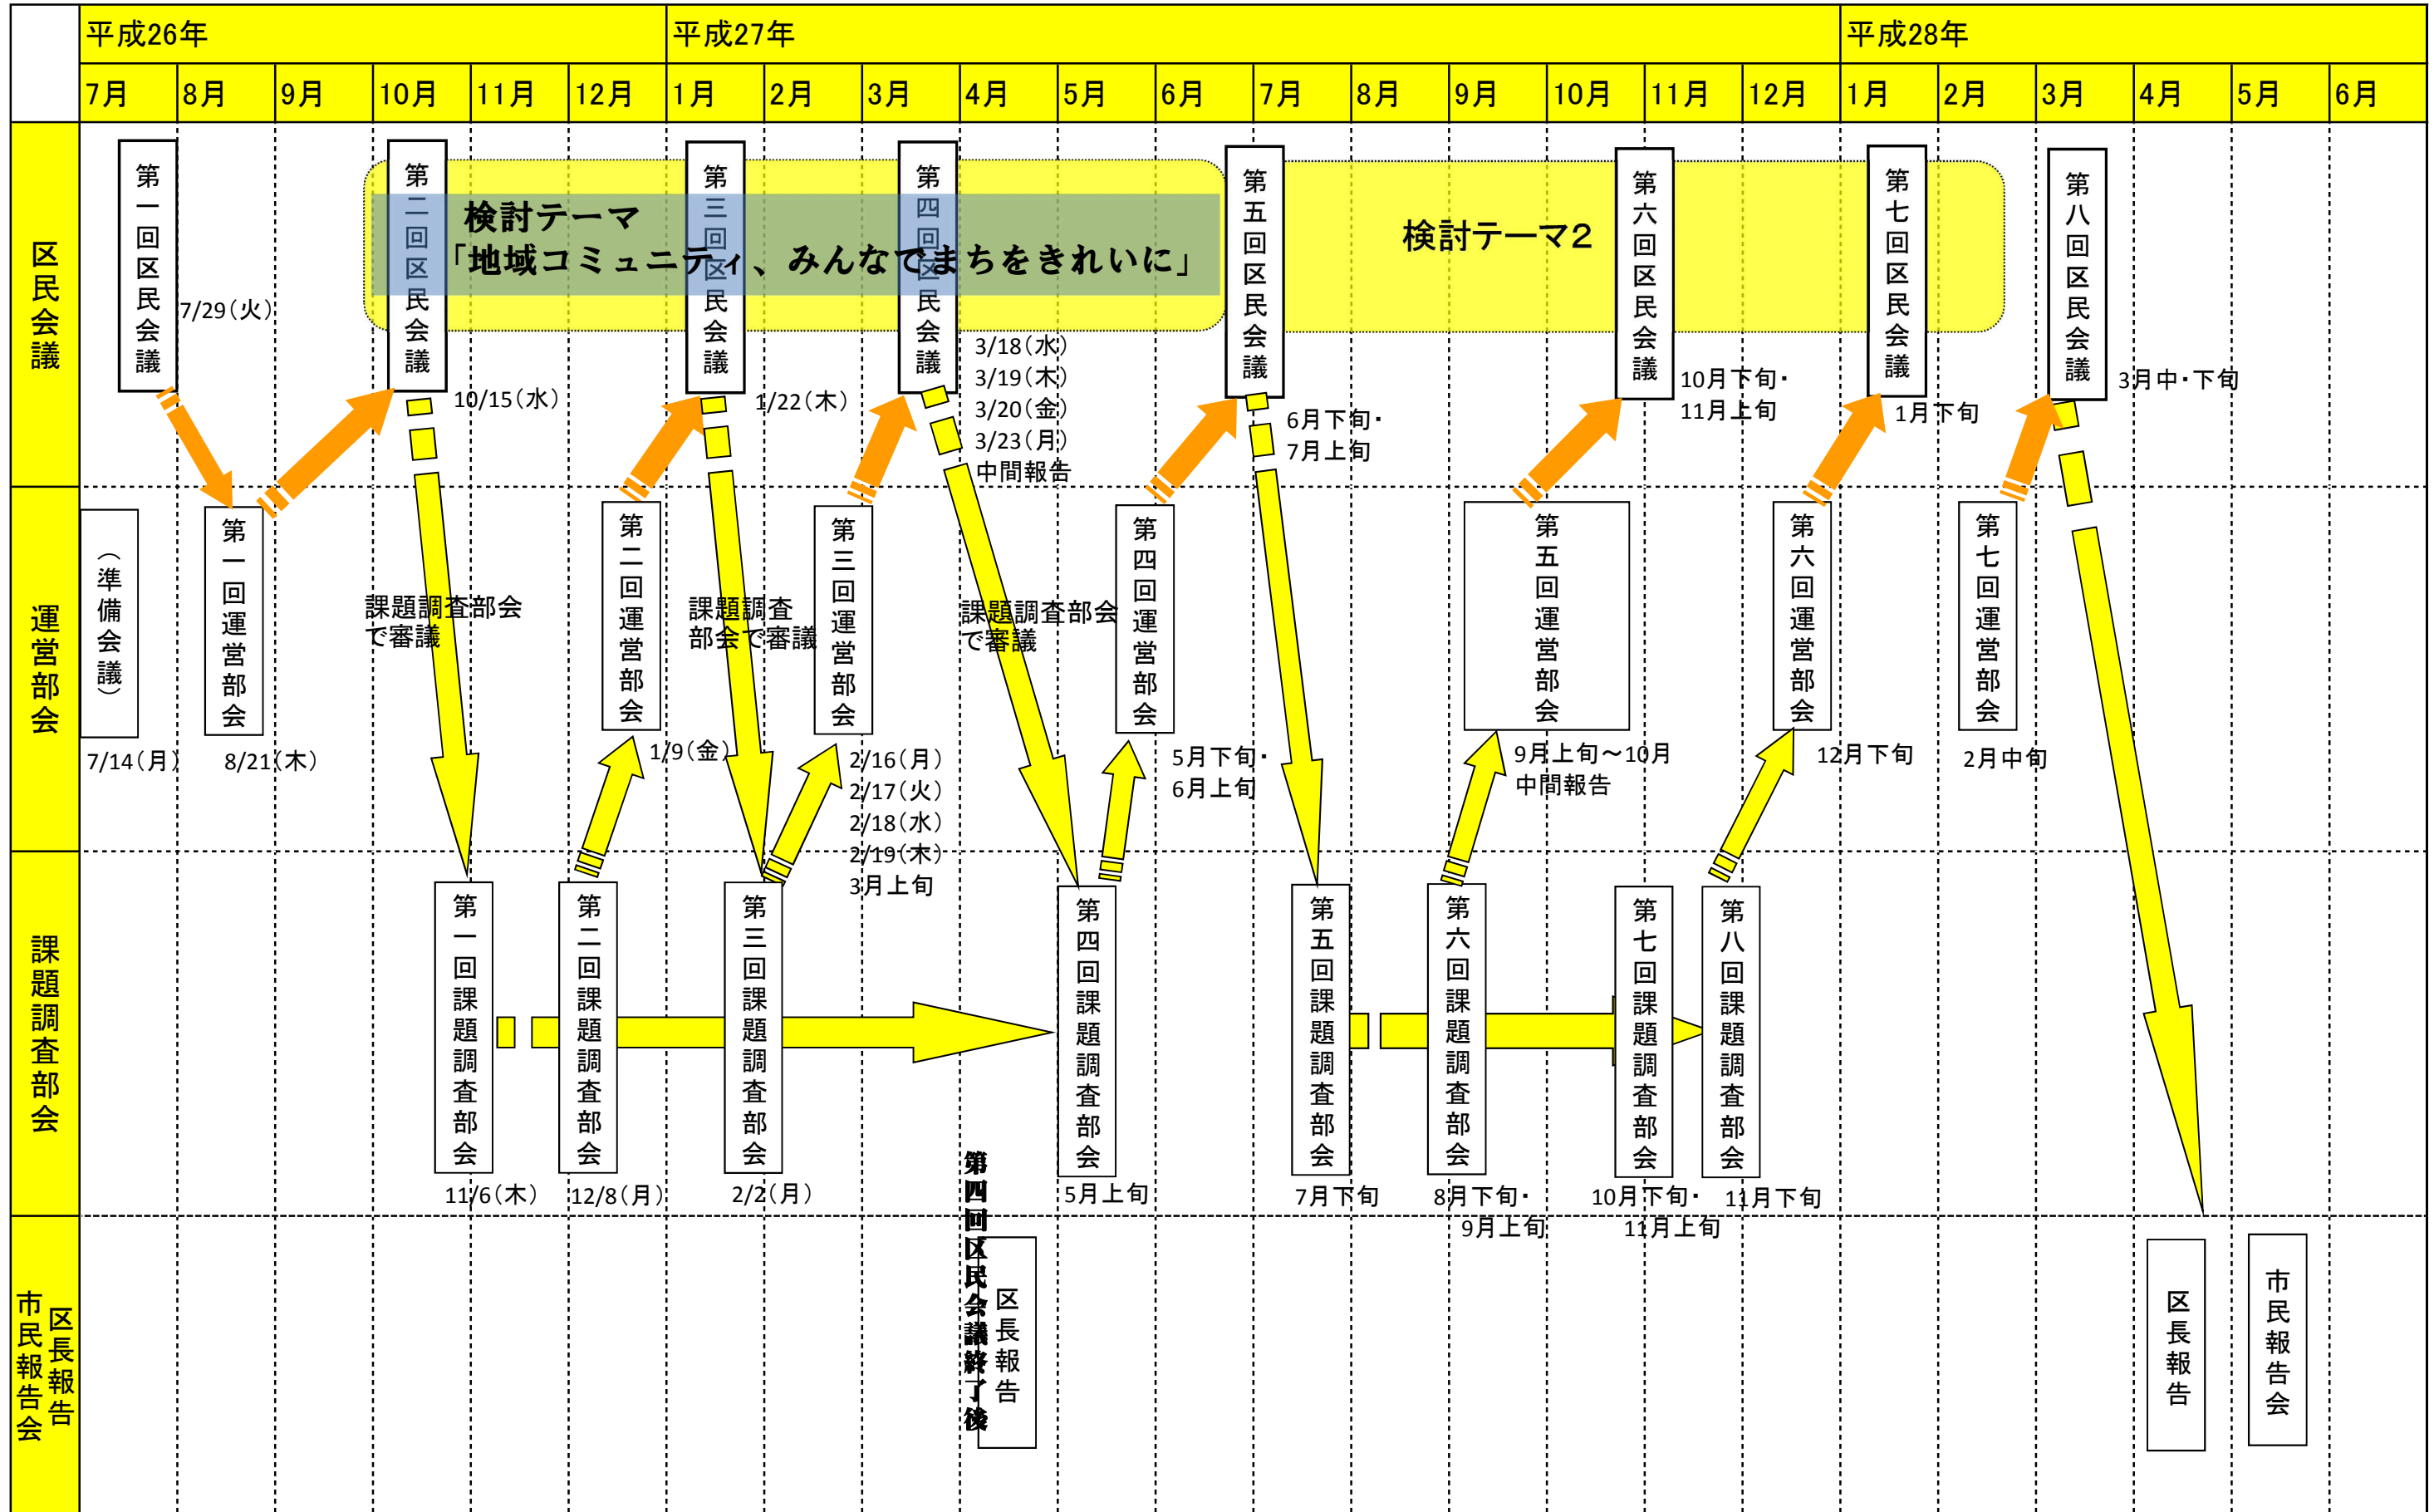 平成26年
平成27年
平成28年
7月
8月
9月
10月
11月
12月
1月
2月
3月
4月
5月
6月
7月
8月
9月
10月
11月
12月
1月
2月
3月
4月
5月
6月
区民会議
第一回区民会議
7/29(火)
第二回区民会議
10/15(水)
検討テーマ
「地域コミュニティ、みんなでまちをきれいに」
第三回区民会議
1/22(木)
第四回区民会議
3/18(水)
3/19(木)
3/20(金)
3/23(月)
中間報告
第五回区民会議
6月下旬・
7月上旬
検討テーマ2
第六回区民会議
10月下旬・
11月上旬
第七回区民会議
1月下旬
第八回区民会議
3月中・下旬
運営部会
(準備会議)
7/14(月)
第一回運営部会
8/21(木)
課題調査部会
で審議
第二回運営部会
1/9(金)
課題調査
部会で審議
第三回運営部会
2/16(月)
2/17(火)
2/18(水)
2/19(木)
3月上旬
課題調査部会
で審議
第四回運営部会
5月下旬・
6月上旬
第五回運営部会
9月上旬～10月
中間報告
第六回運営部会
12月下旬
第七回運営部会
2月中旬
課題調査部会
第一回課題調査部会
11/6(木)
第二回課題調査部会
12/8(月)
第三回課題調査部会
2/2(月)
第四回課題調査部会
5月上旬
第五回課題調査部会
7月下旬
第六回課題調査部会
8月下旬・
9月上旬
第七回課題調査部会
10月下旬・
11月上旬
第八回課題調査部会
11月下旬
区長報告
市民報告会
第四回区民会議終了後
区長報告
区長報告
市民報告会